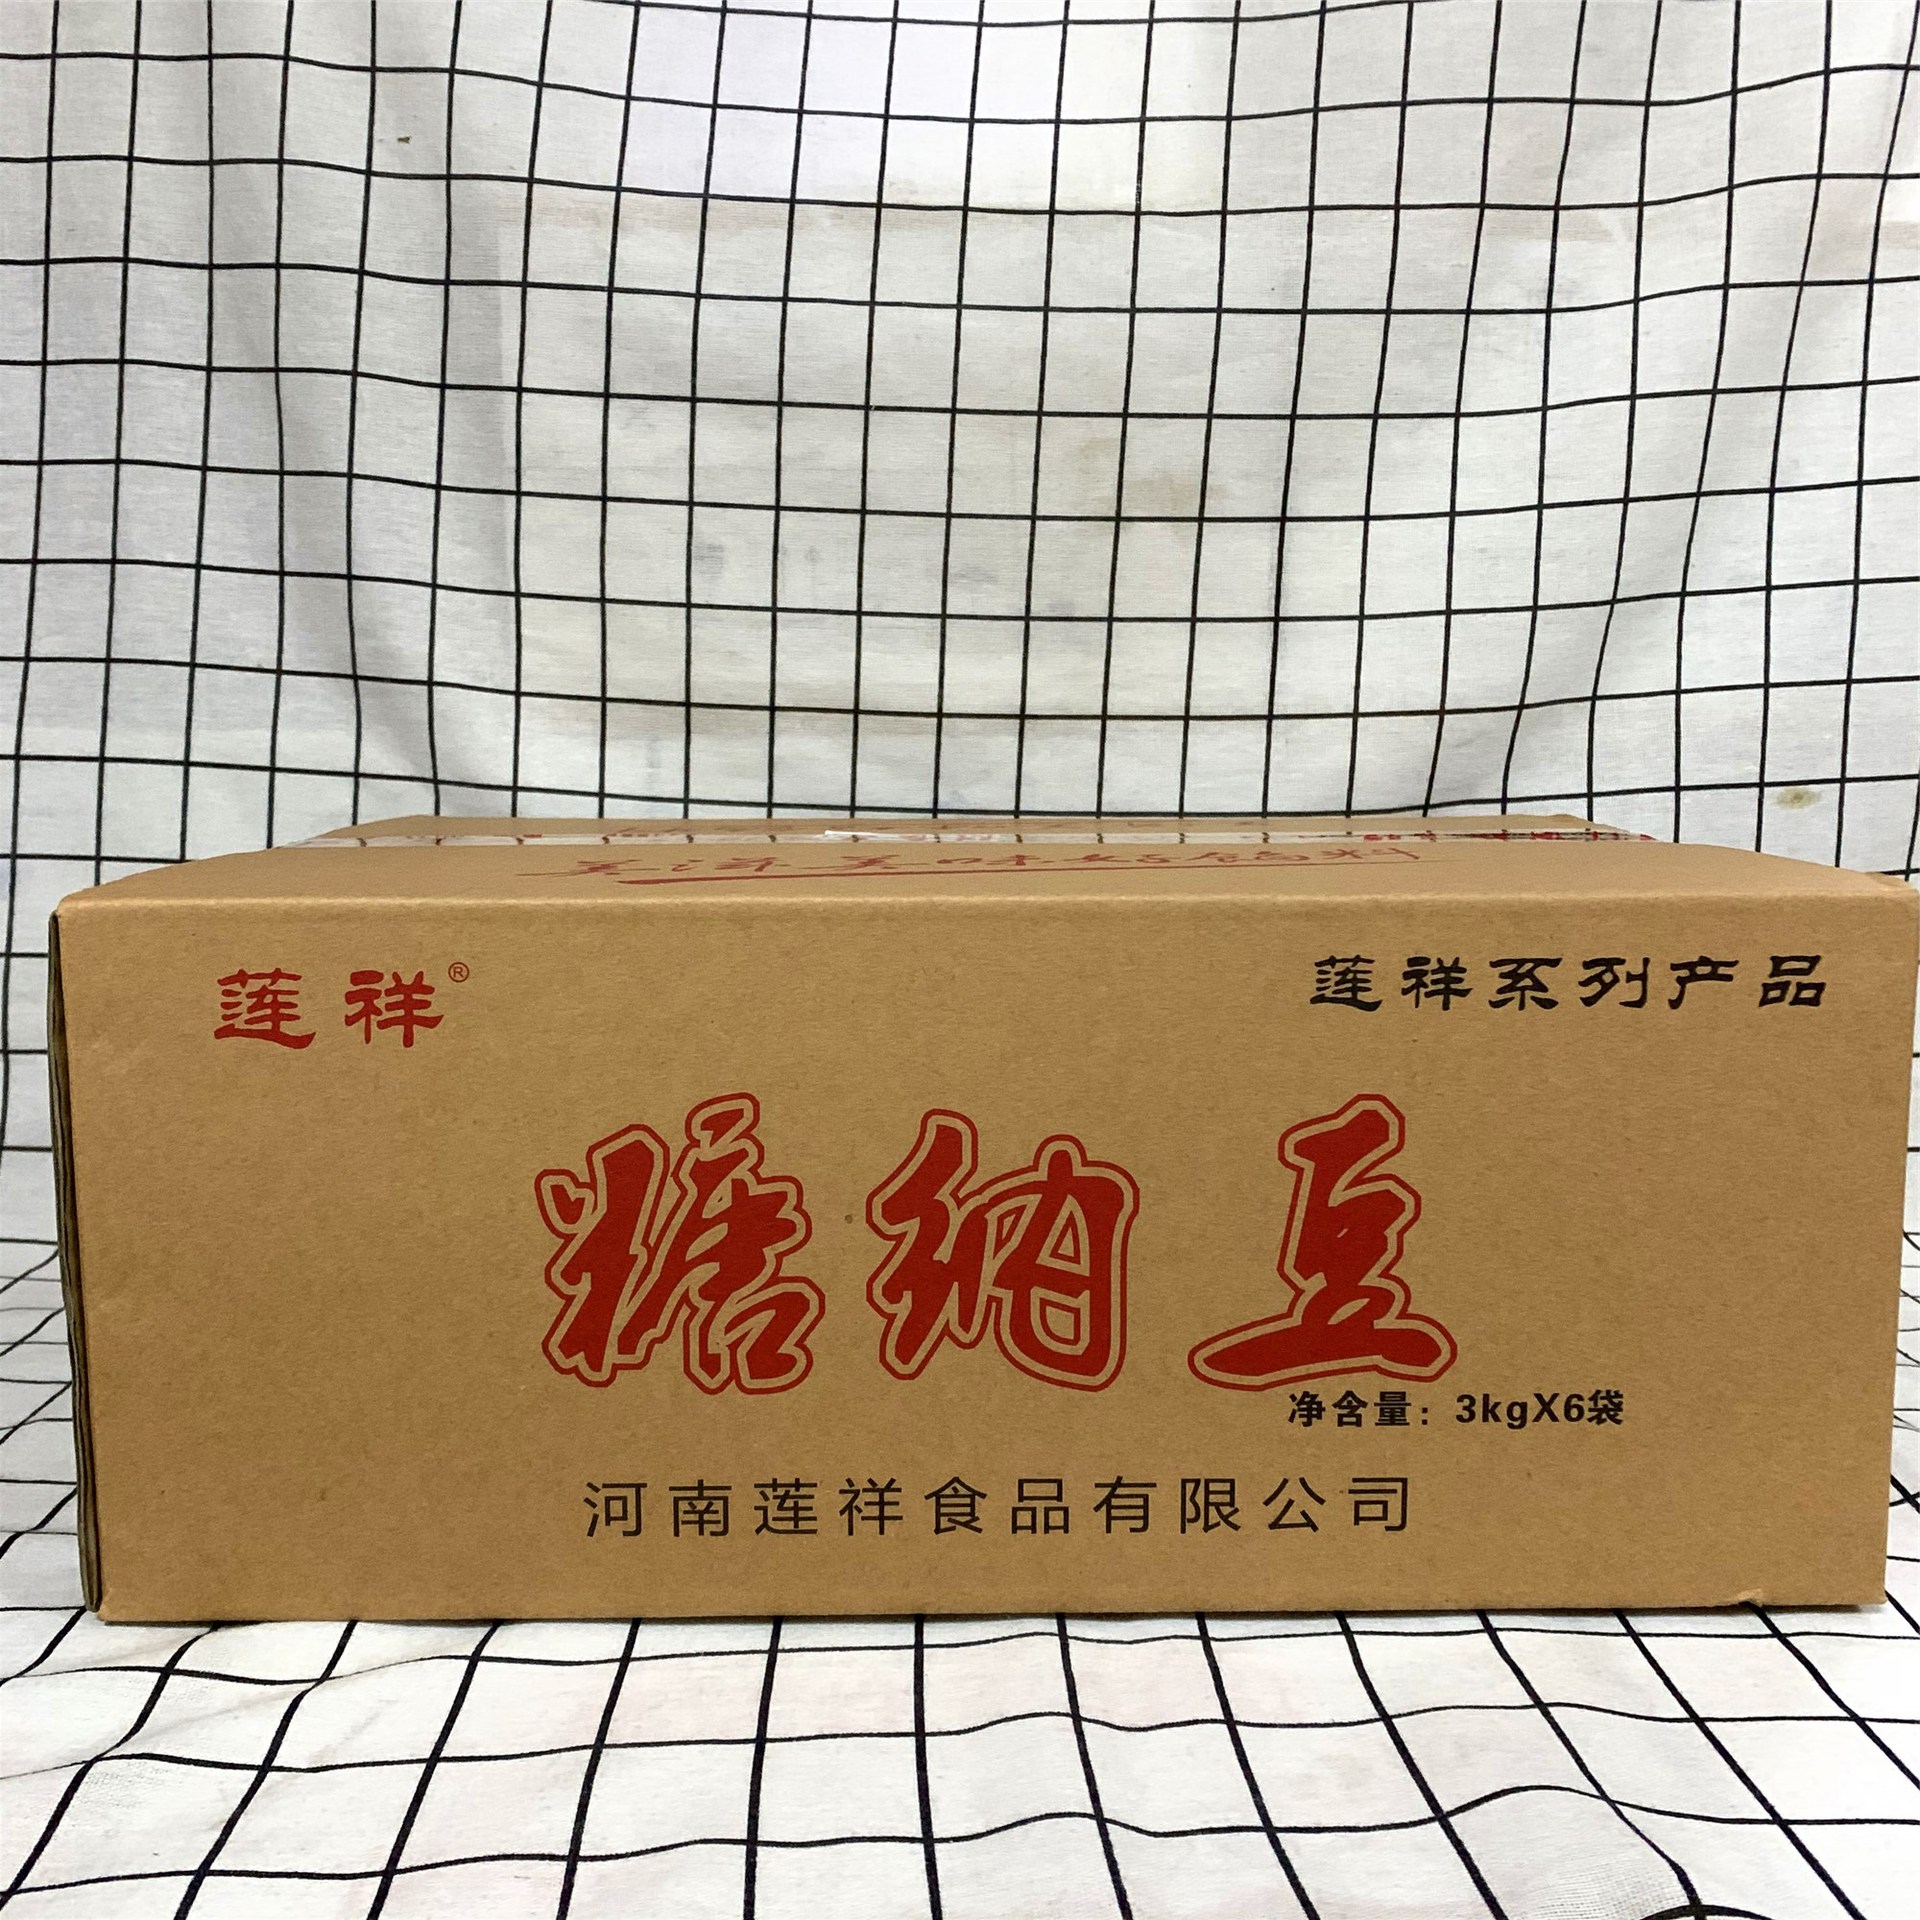 莲祥®
莲祥系列产品
糖纳豆
净含量：3kgX6袋
河南莲祥食品有限公司